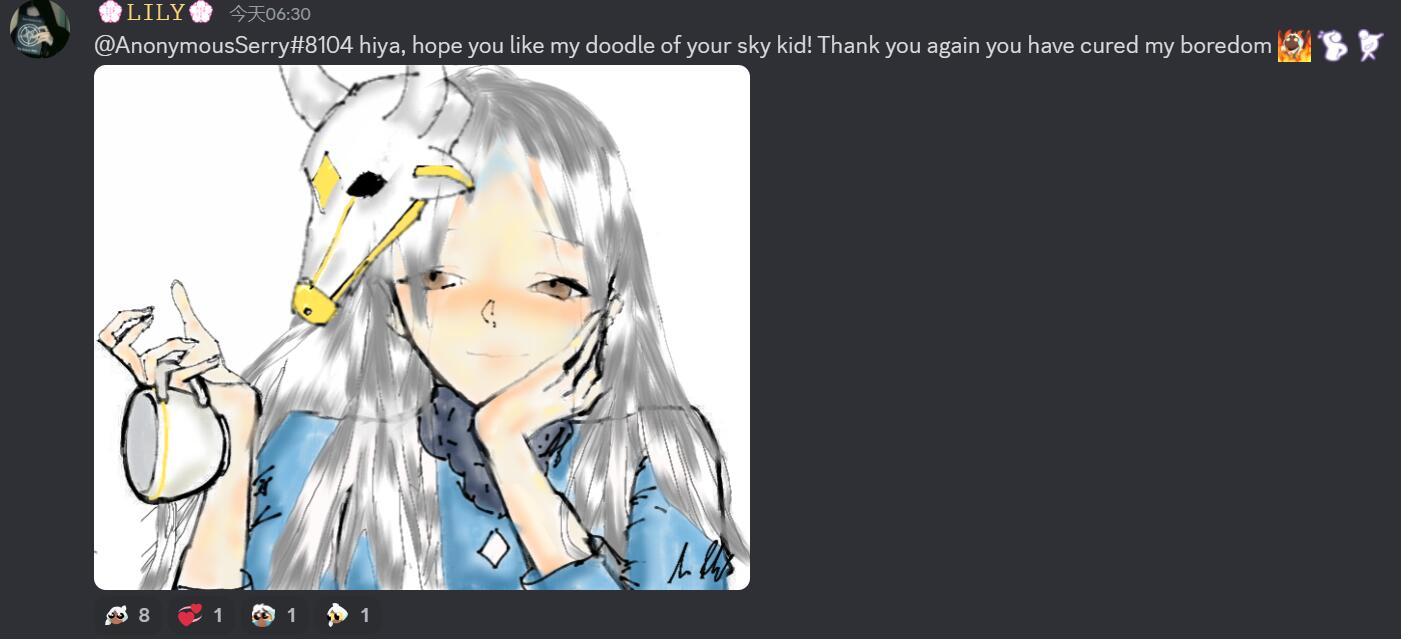 🌸LILY🌸 今天06:30
@AnonymousSerry#8104 hiya, hope you like my doodle of your sky kid! Thank you again you have cured my boredom
8 1 1 1